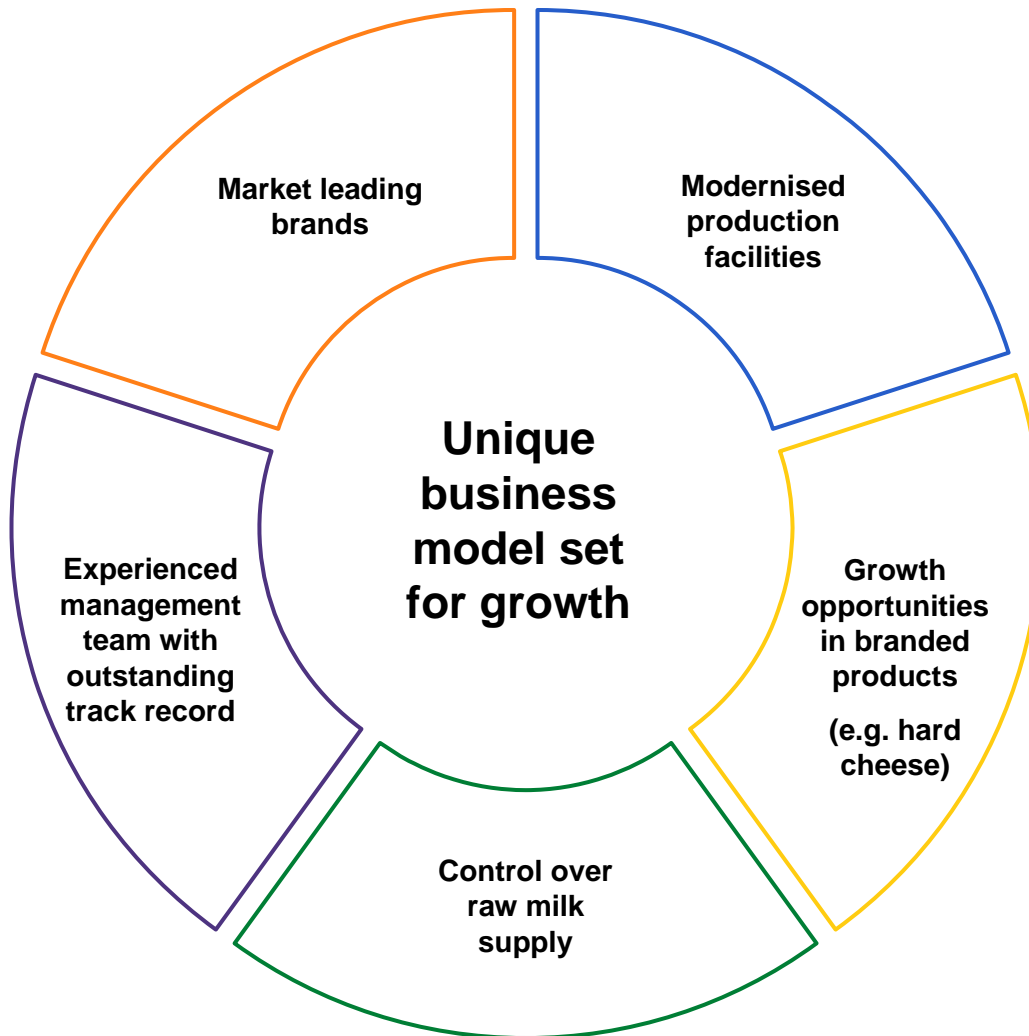 Market leading
brands
Modernised
production
facilities
Unique
business
model set
for growth
Experienced
management
team with
outstanding
track record
Growth
opportunities
in branded
products
(e.g. hard
cheese)
Control over
raw milk
supply